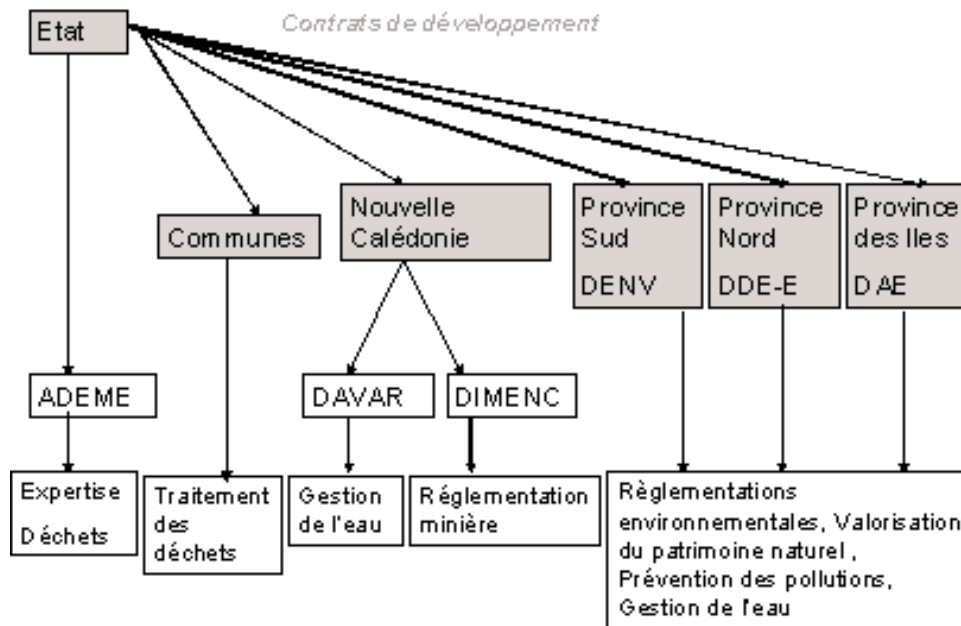 Contrats de développement
Etat
Communes
Nouvelle
Calédonie
Province
Sud
DENV
Province
Nord
DDE-E
Province
des Iles
DAE
ADEME
DAVAR
DIMENC
Expertise
Déchets
Traitement
des
déchets
Gestion
de l'eau
Réglementation
minière
Règlementations
environnementales, Valorisation
du patrimoine naturel ,
Prévention des pollutions,
Gestion de l'eau